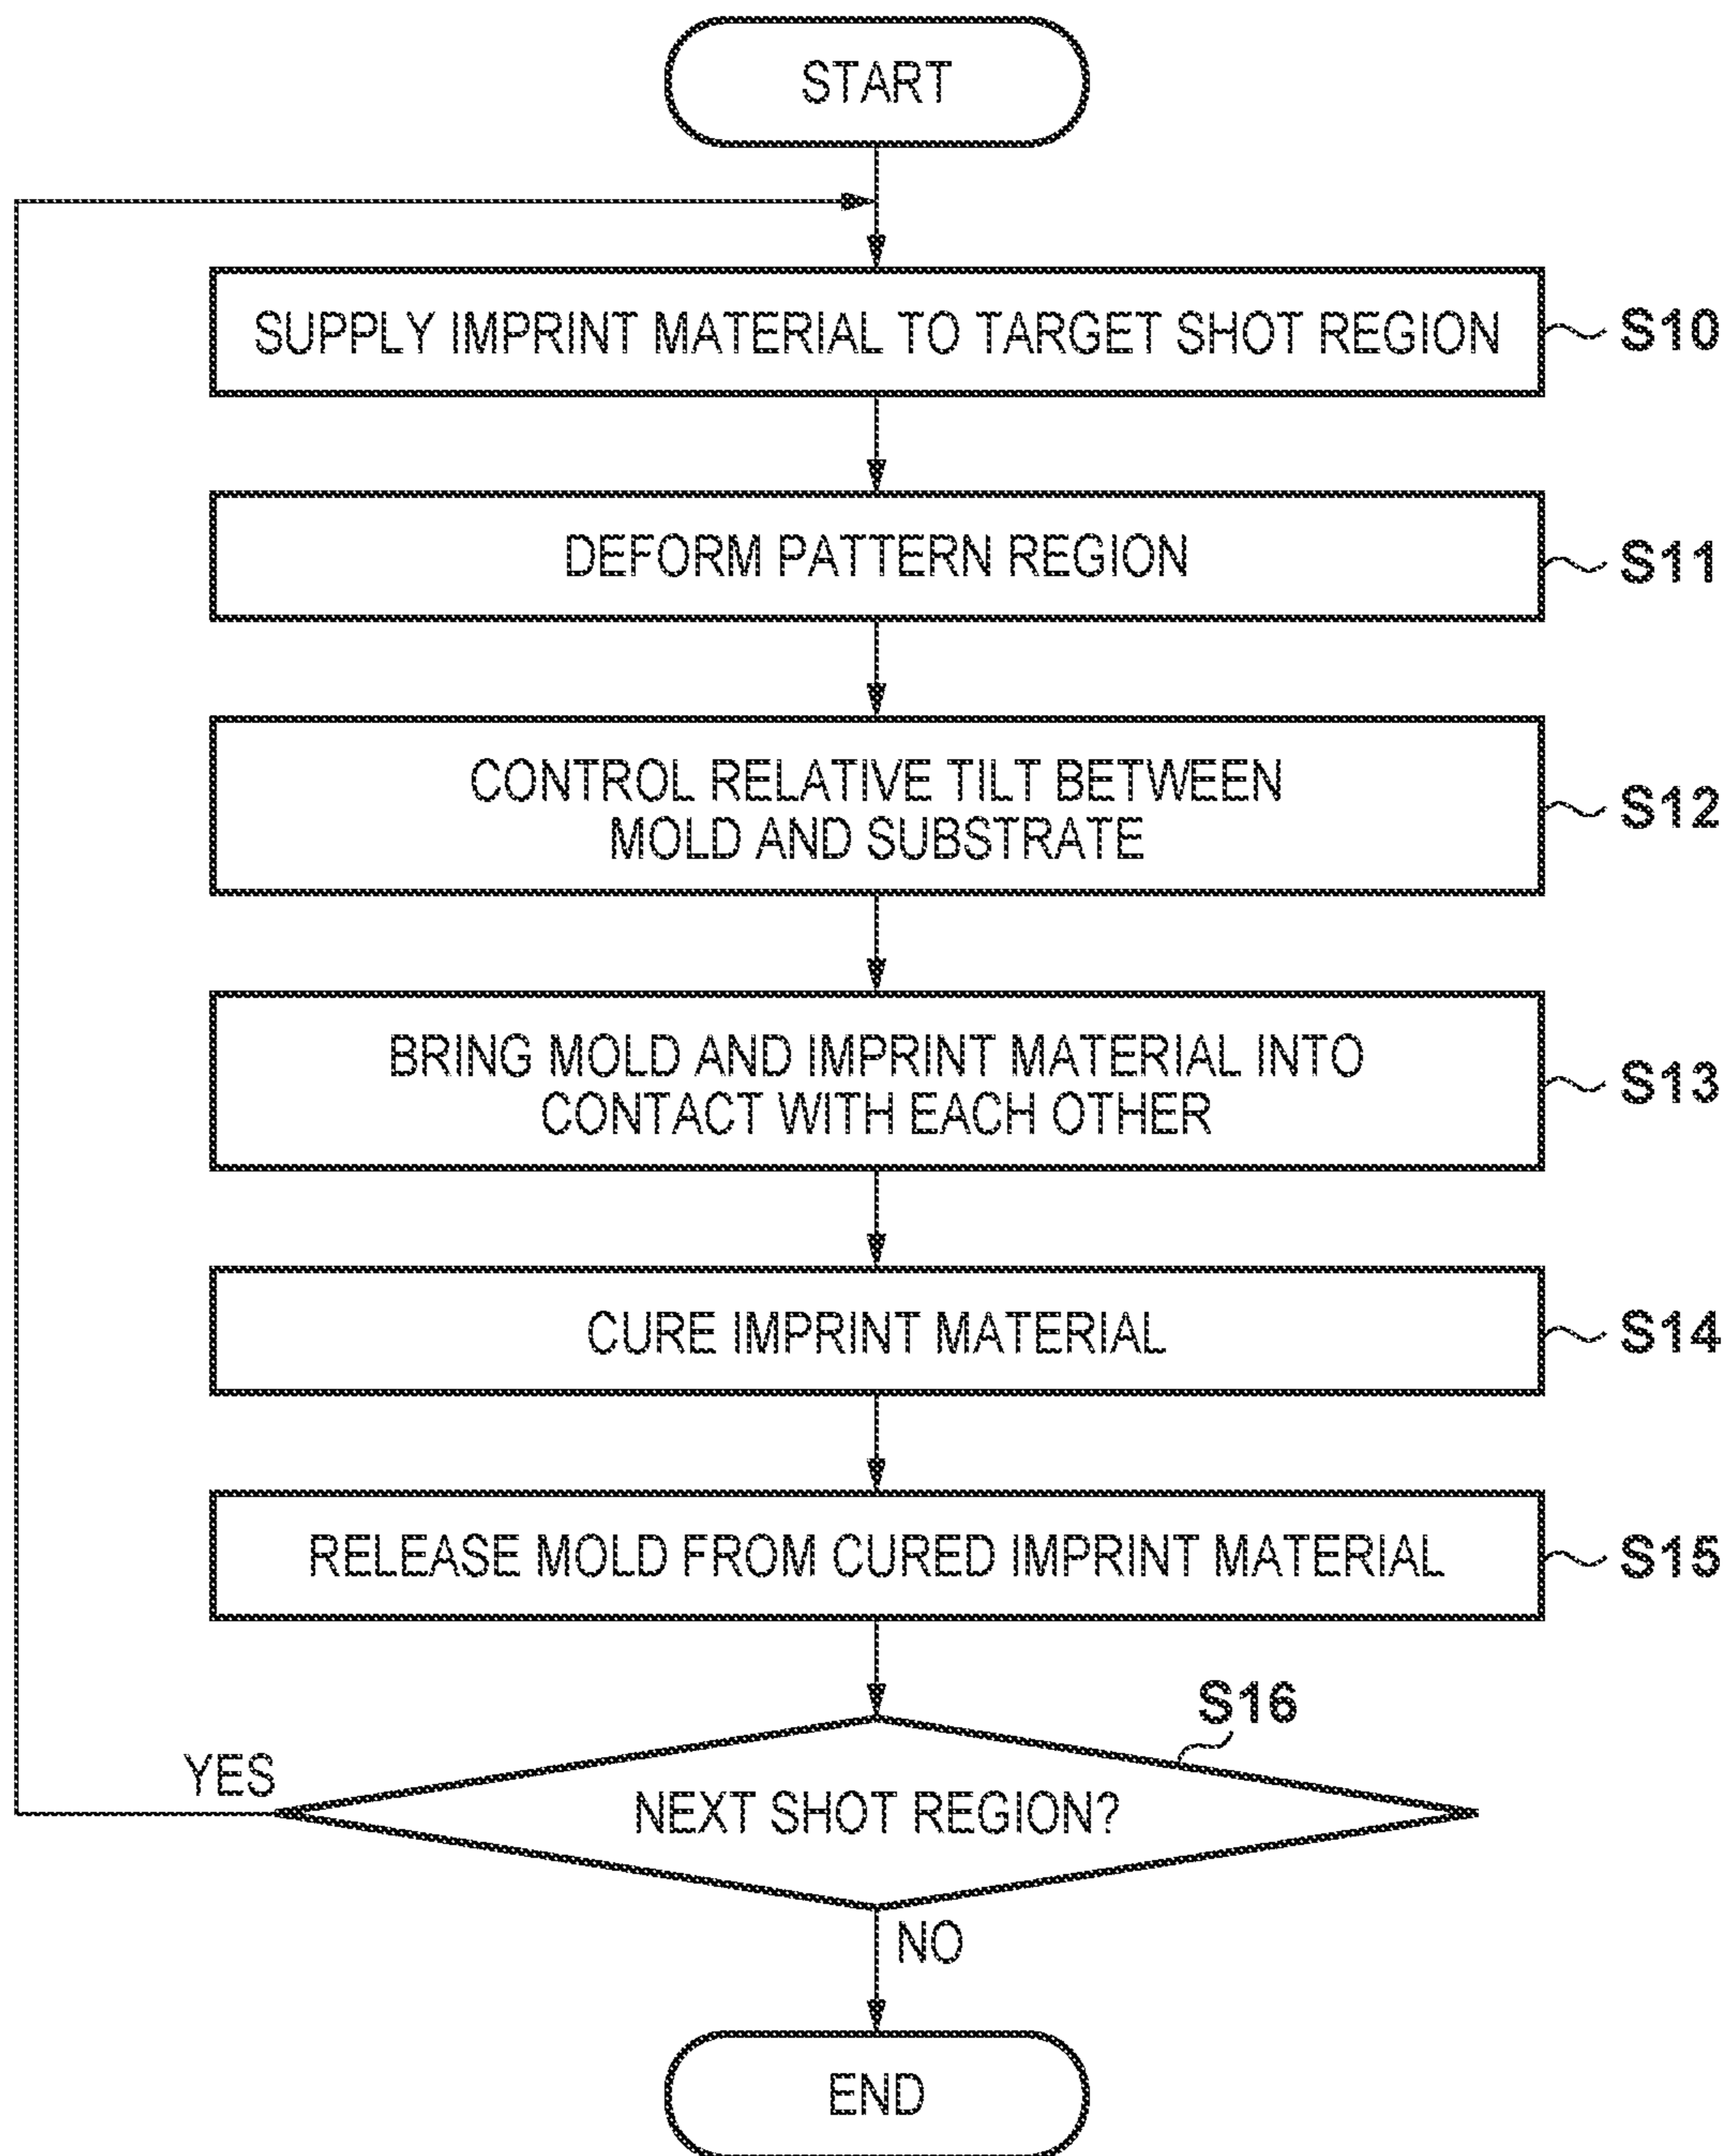 START
SUPPLY IMPRINT MATERIAL TO TARGET SHOT REGION
S10
DEFORM PATTERN REGION
S11
CONTROL RELATIVE TILT BETWEEN
MOLD AND SUBSTRATE
S12
BRING MOLD AND IMPRINT MATERIAL INTO
CONTACT WITH EACH OTHER
S13
CURE IMPRINT MATERIAL
S14
RELEASE MOLD FROM CURED IMPRINT MATERIAL
S15
S16
YES
NEXT SHOT REGION?
NO
END